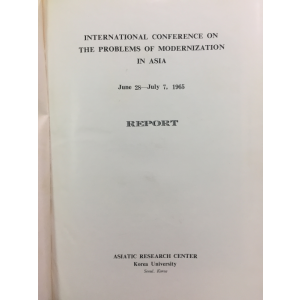 INTERNATIONAL CONFERENCE ON
THE PROBLEMS OF MODERNIZATION
IN ASIA
June 28—July 7, 1965
REPORT
ASIATIC RESEARCH CENTER
Korea University
Seoul, Korea